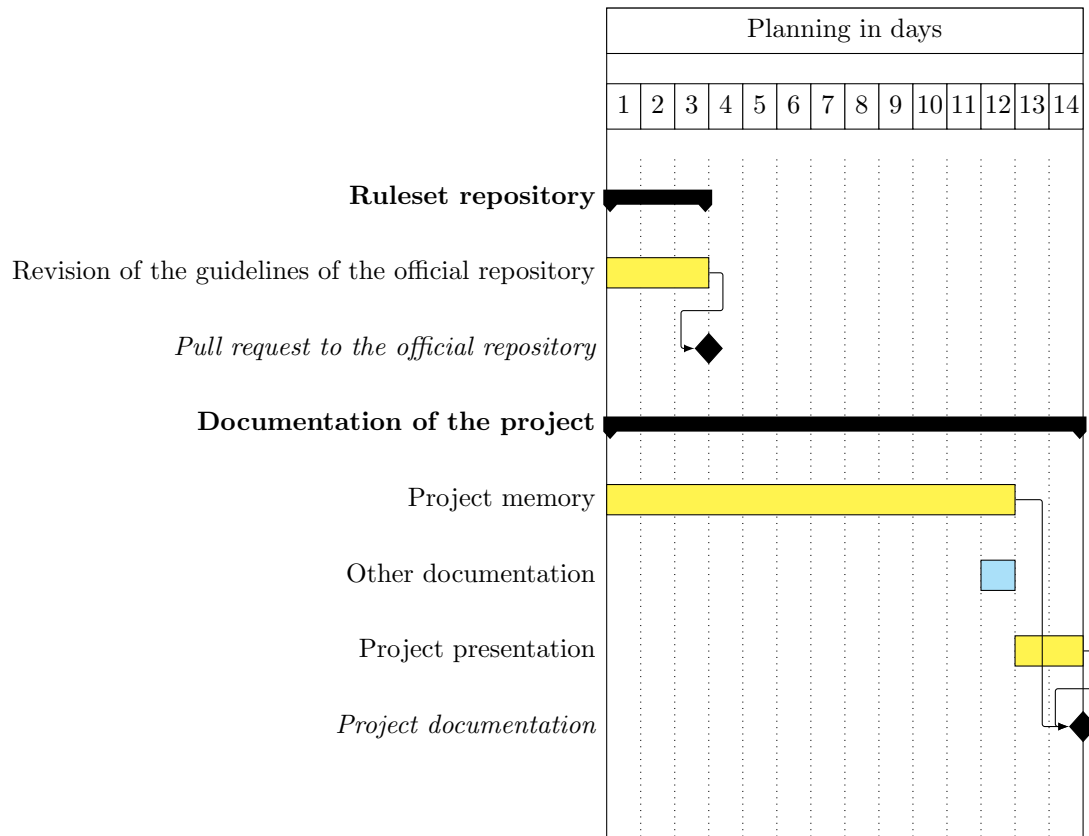 Planning in days
1 2 3 4 5 6 7 8 9 10 11 12 13 14
Ruleset repository
Revision of the guidelines of the official repository
Pull request to the official repository
Documentation of the project
Project memory
Other documentation
Project presentation
Project documentation